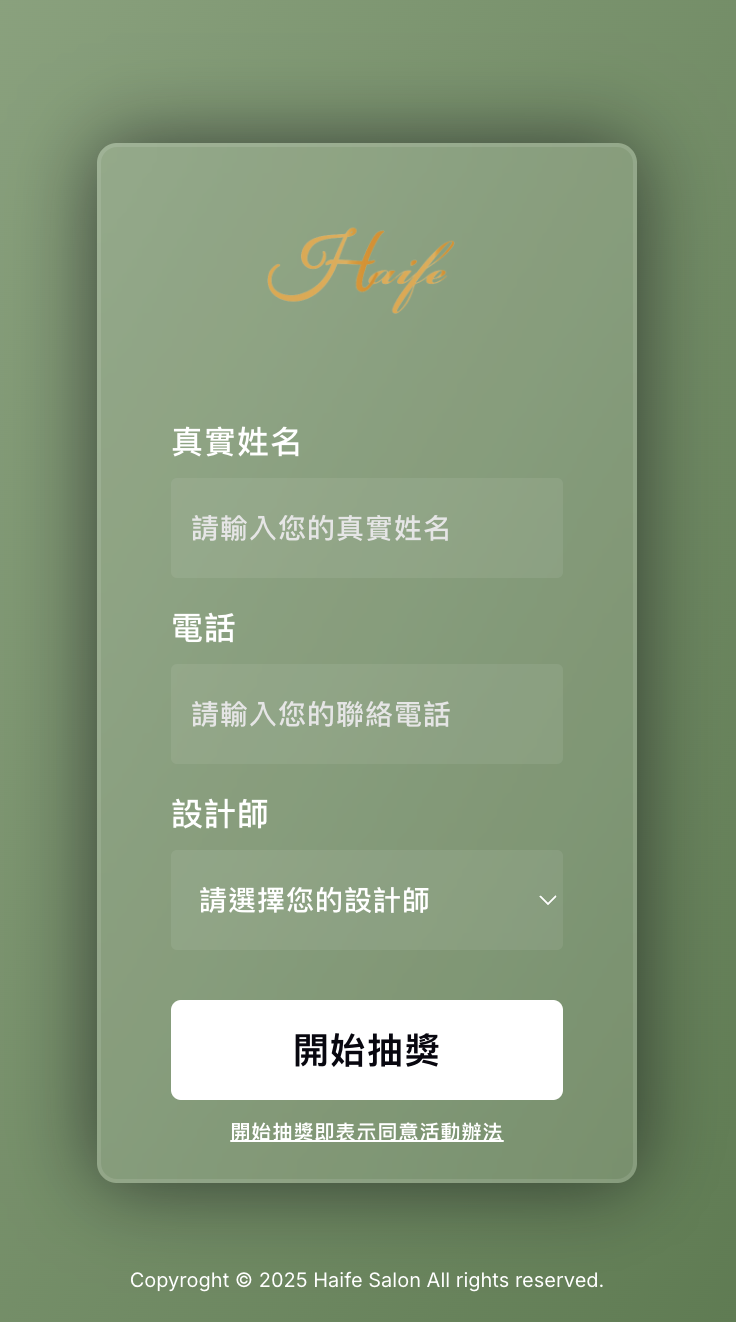 Haife
真實姓名
請輸入您的真實姓名
電話
請輸入您的聯絡電話
設計師
請選擇您的設計師
開始抽獎
開始抽獎即表示同意活動辦法
Copyroght © 2025 Haife Salon All rights reserved.